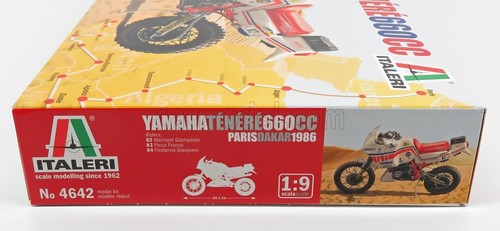 TÉNÉRÉ660CC
ITALERI
Algeria
ITALERI
scale modelling since 1962
No 4642 model kit
modèle réduit
YAMAHATÉNÉRÉ660CC
PARISDAKAR1986
Riders:
82 Marinoni Giampaolo
83 Picco Franco
84 Findanno Gianpiero
1:9
scale